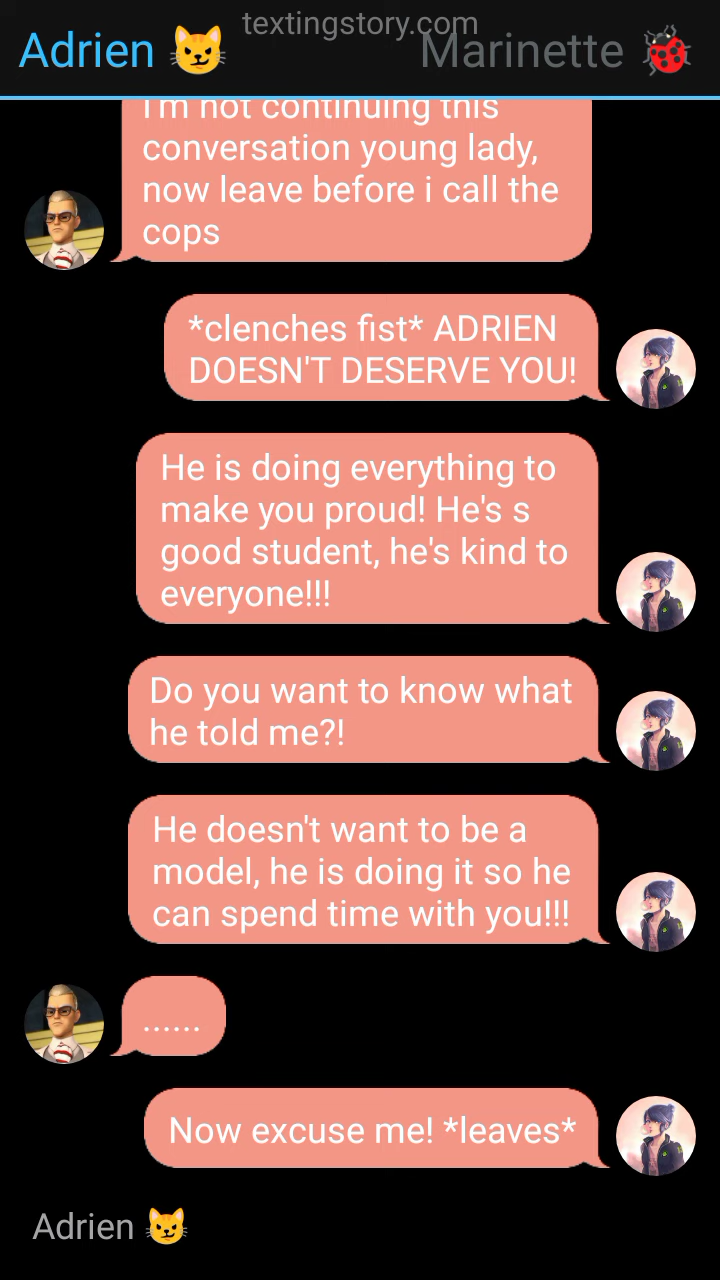 textingstory.com
Adrien 😼 Marinette 🐞
I'm not continuing this
conversation young lady,
now leave before i call the
cops
*clenches fist* ADRIEN
DOESN'T DESERVE YOU!
He is doing everything to
make you proud! He's s
good student, he's kind to
everyone!!!
Do you want to know what
he told me?!
He doesn't want to be a
model, he is doing it so he
can spend time with you!!!
......
Now excuse me! *leaves*
Adrien 😼